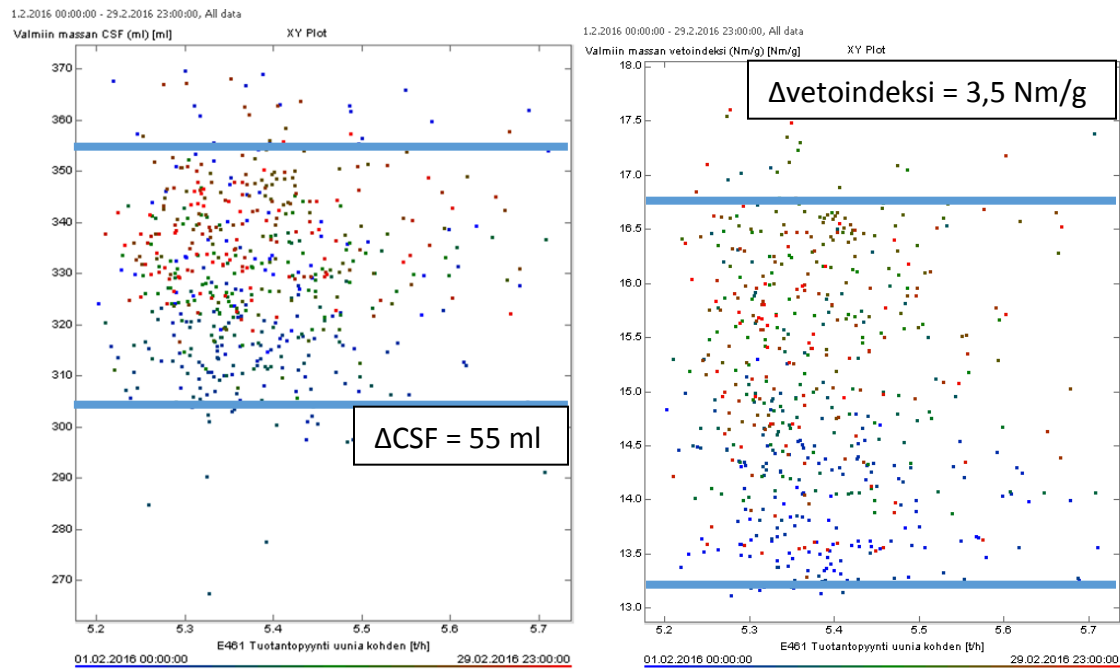 1.2.2016 00:00:00 - 29.2.2016 23:00:00, All data
Valmiin massan CSF (ml) [ml] XY Plot
370
360
350
340
330
320
310
300
290
280
270
ΔCSF = 55 ml
5.2 5.3 5.4 5.5 5.6 5.7
E461 Tuotantopyynti uunia kohden [t/h]
01.02.2016 00:00:00 29.02.2016 23:00:00
1.2.2016 00:00:00 - 29.2.2016 23:00:00, All data
Valmiin massan vetoindeksi (Nm/g) [Nm/g] XY Plot
Δvetoindeksi = 3,5 Nm/g
18.0
17.5
17.0
16.5
16.0
15.5
15.0
14.5
14.0
13.5
13.0
5.2 5.3 5.4 5.5 5.6 5.7
E461 Tuotantopyynti uunia kohden [t/h]
01.02.2016 00:00:00 29.02.2016 23:00:00